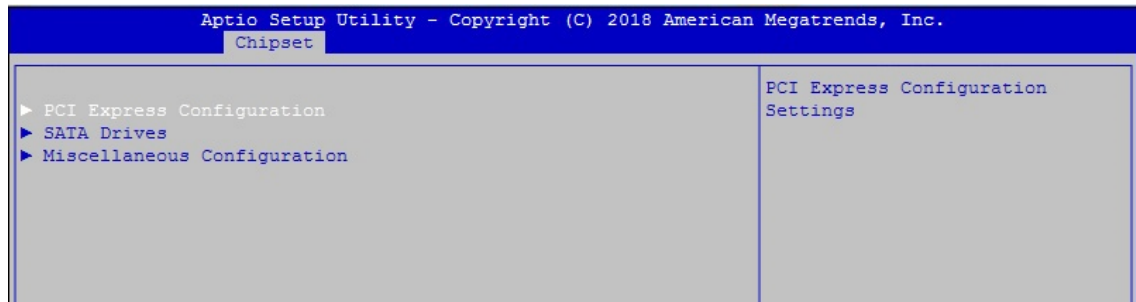 Aptio Setup Utility - Copyright (C) 2018 American Megatrends, Inc.
Chipset
► PCI Express Configuration
► SATA Drives
► Miscellaneous Configuration
PCI Express Configuration
Settings